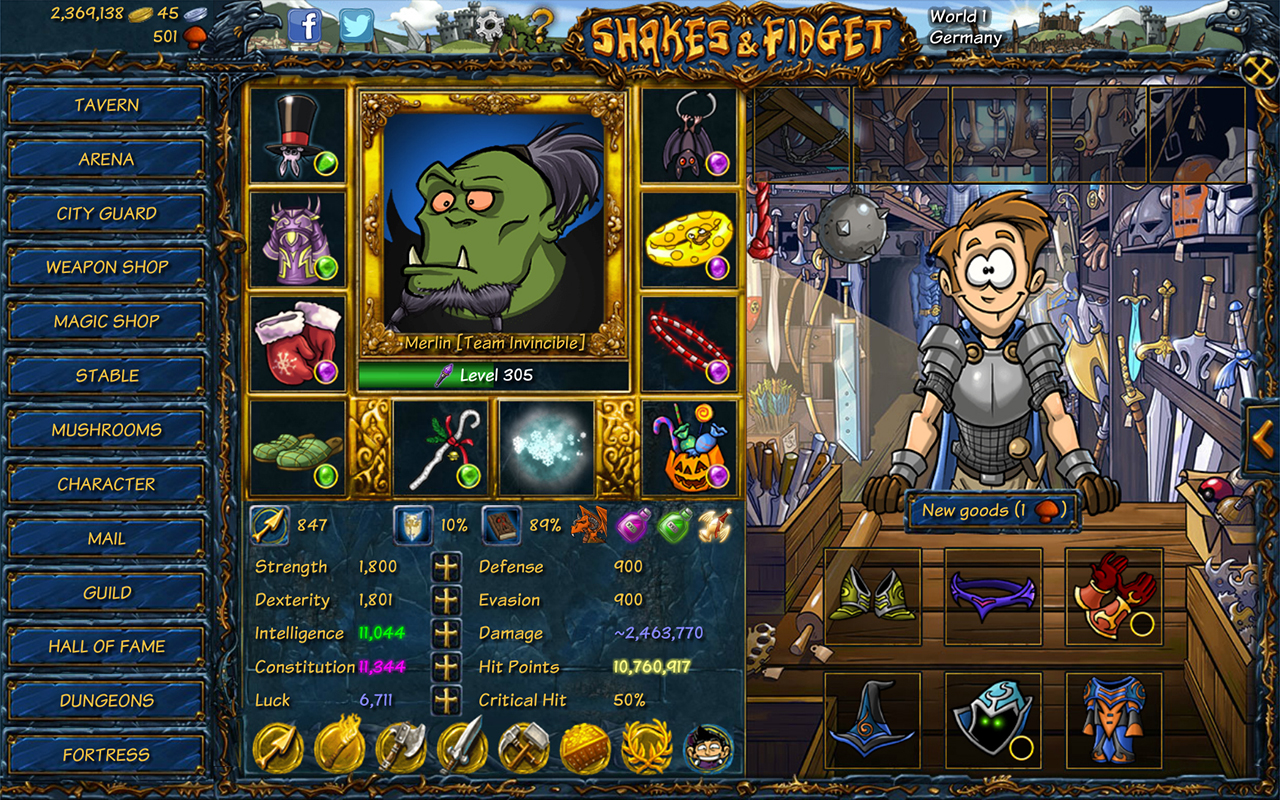 2,369,138 45
501
f
?
SHAKES & FIDGET
World 1
Germany
TAVERN
ARENA
CITY GUARD
WEAPON SHOP
MAGIC SHOP
STABLE
MUSHROOMS
CHARACTER
MAIL
GUILD
HALL OF FAME
DUNGEONS
FORTRESS
Merlin [Team Invincible]
Level 305
847 10% 89%
Strength 1,800 Defense 900
Dexterity 1,801 Evasion 900
Intelligence 11,044 Damage ~2,463,770
Constitution 11,344 Hit Points 10,760,917
Luck 6,711 Critical Hit 50%
New goods (1 )